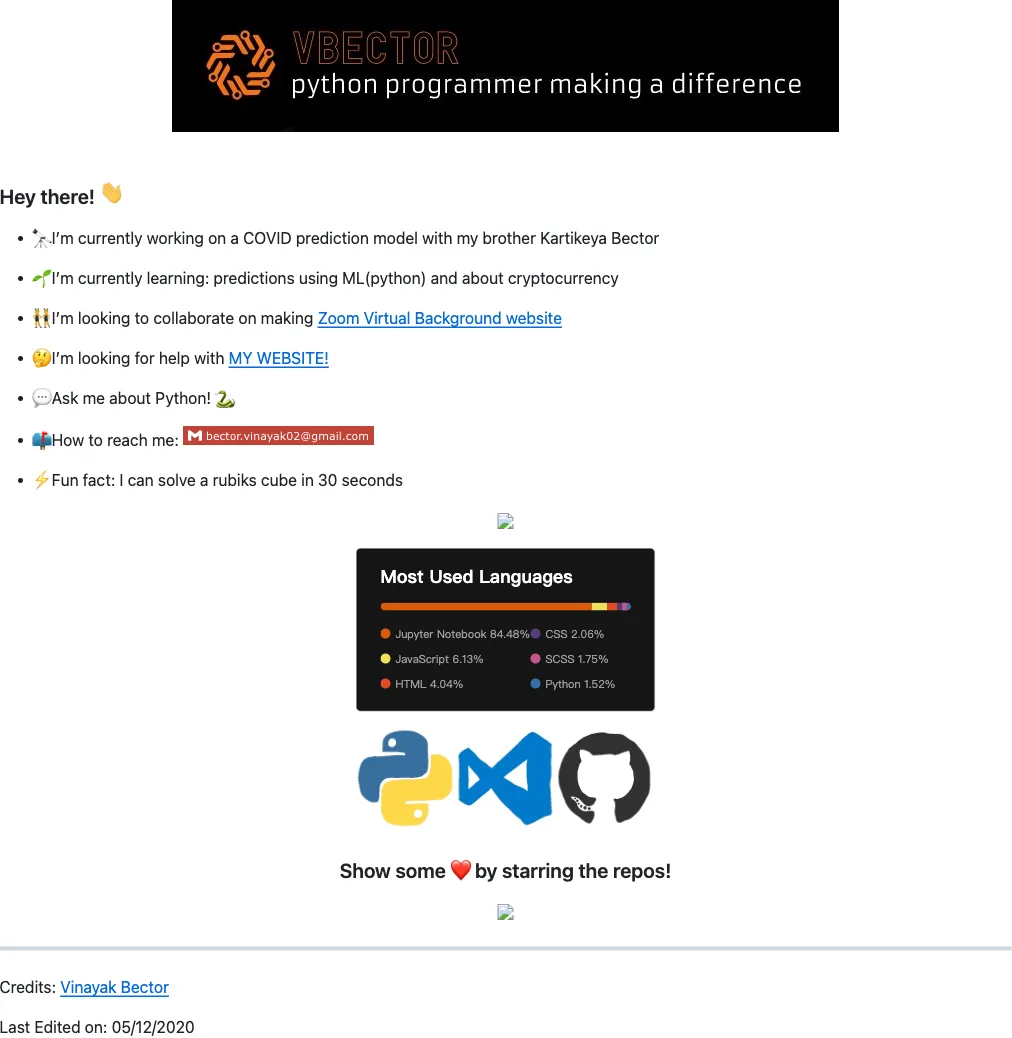 VBECTOR
python programmer making a difference
Hey there! 👋
• 🔭I’m currently working on a COVID prediction model with my brother Kartikeya Bector
• 🌱I’m currently learning: predictions using ML(python) and about cryptocurrency
• 👯I’m looking to collaborate on making Zoom Virtual Background website
• 🤔I’m looking for help with MY WEBSITE!
• 💬Ask me about Python! 🐍
• 📫How to reach me: bector.vinayak02@gmail.com
• ⚡Fun fact: I can solve a rubiks cube in 30 seconds
Most Used Languages
Jupyter Notebook 84.48% CSS 2.06%
JavaScript 6.13% SCSS 1.75%
HTML 4.04% Python 1.52%
Show some ❤️ by starring the repos!
Credits: Vinayak Bector
Last Edited on: 05/12/2020